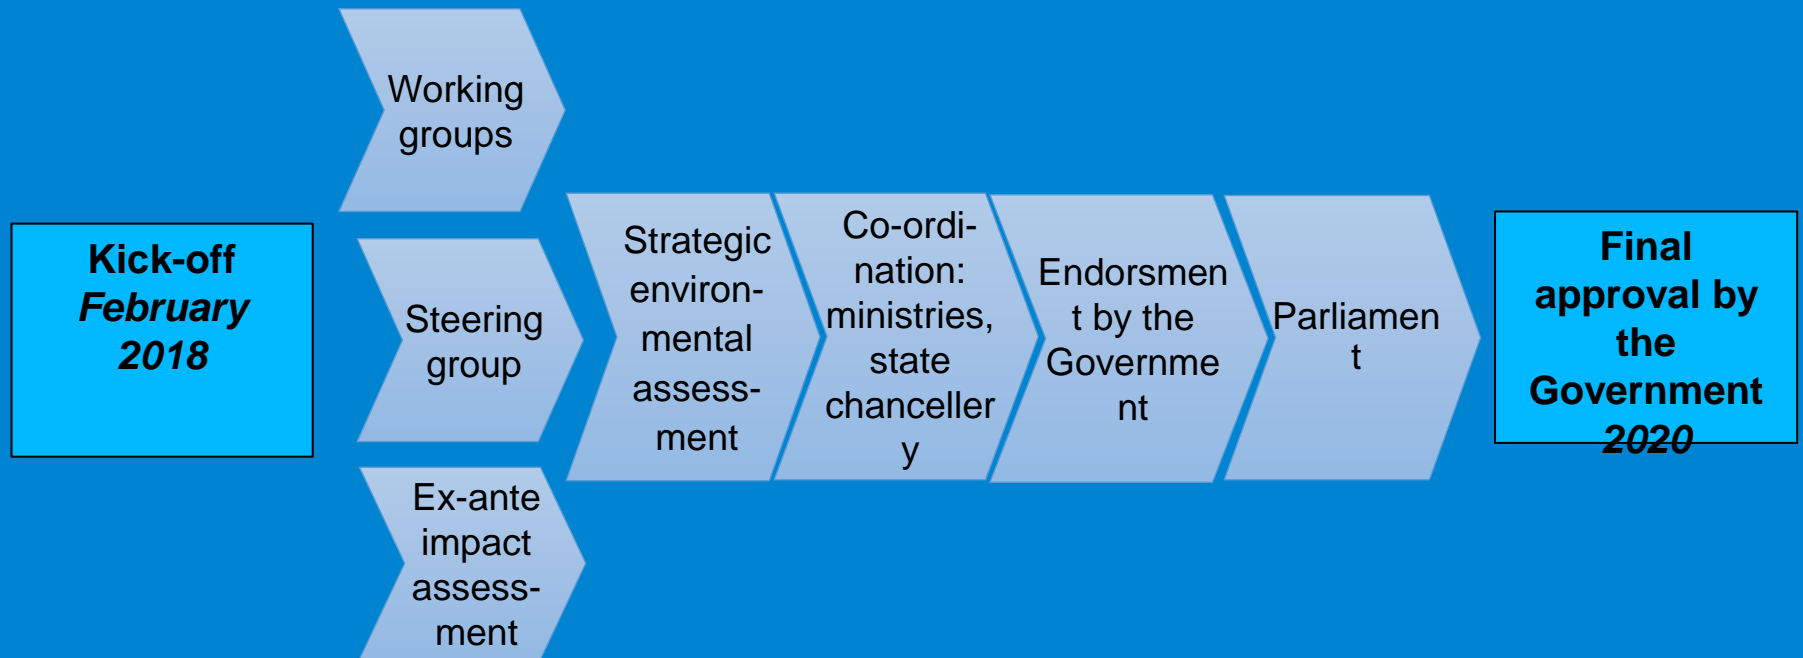 Kick-off
February
2018
Working
groups
Steering
group
Ex-ante
impact
assess-
ment
Strategic
environ-
mental
assess-
ment
Co-ordi-
nation:
ministries,
state
chanceller
y
Endorsmen
t by the
Governme
nt
Parliamen
t
Final
approval by
the
Government
2020